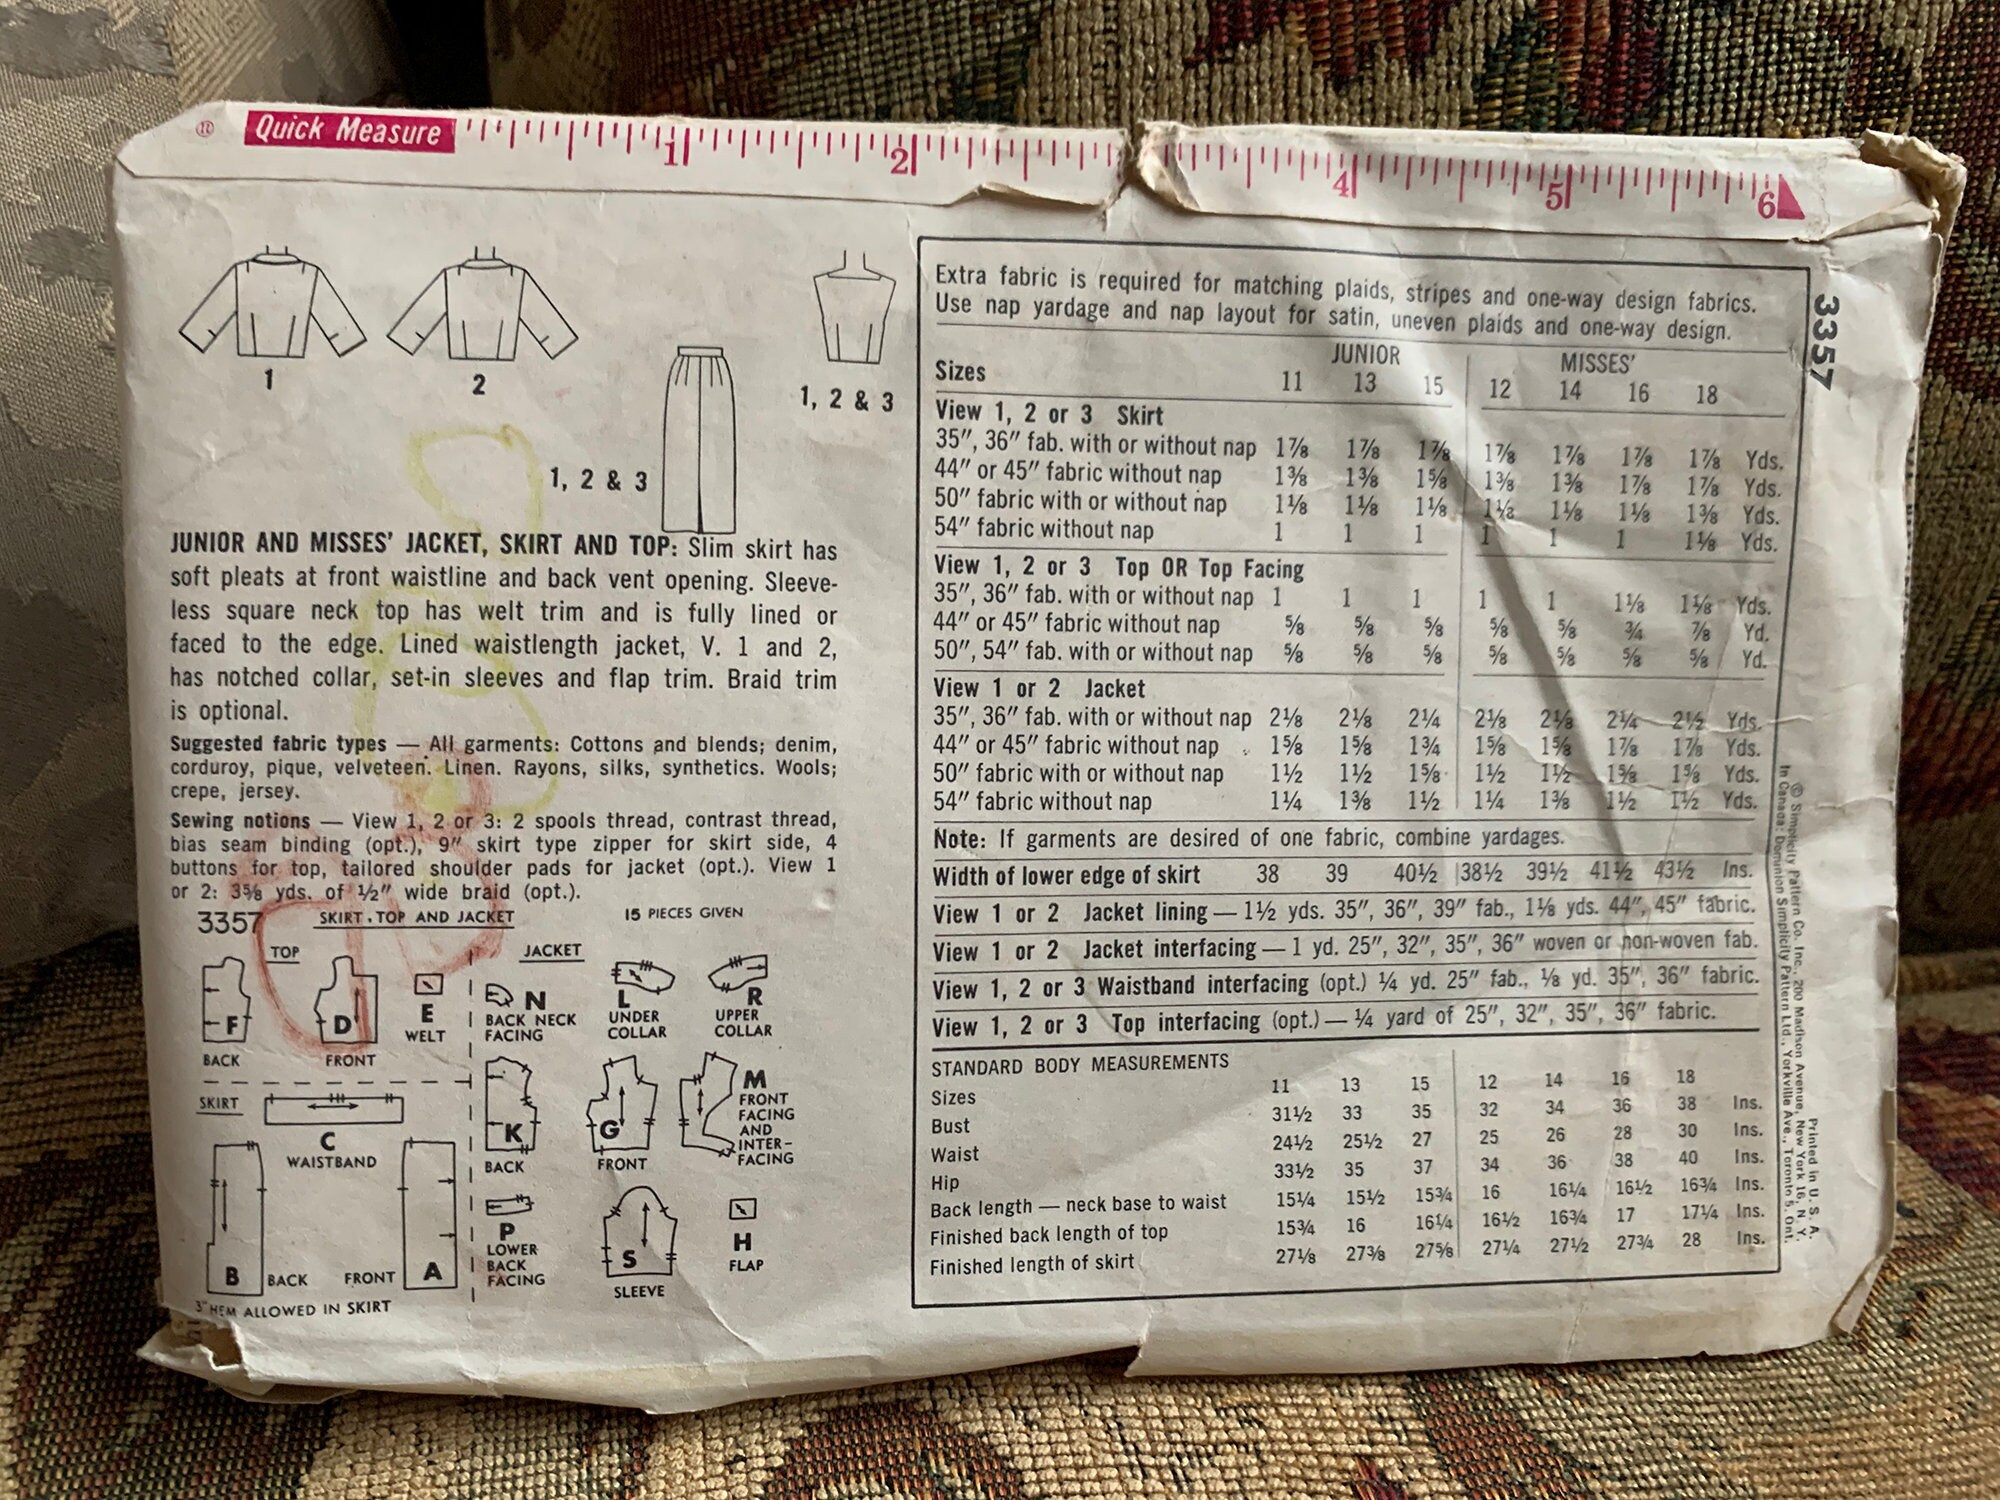 ® Quick Measure 1 2 4 5 6
1
2
1, 2 & 3
1, 2 & 3
JUNIOR AND MISSES' JACKET, SKIRT AND TOP: Slim skirt has
soft pleats at front waistline and back vent opening. Sleeve-
less square neck top has welt trim and is fully lined or
faced to the edge. Lined waistlength jacket, V. 1 and 2,
has notched collar, set-in sleeves and flap trim. Braid trim
is optional.
Suggested fabric types — All garments: Cottons and blends; denim,
corduroy, pique, velveteen. Linen. Rayons, silks, synthetics. Wools;
crepe, jersey.
Sewing notions — View 1, 2 or 3: 2 spools thread, contrast thread,
bias seam binding (opt.), 9″ skirt type zipper for skirt side, 4
buttons for top, tailored shoulder pads for jacket (opt.). View 1
or 2: 3⅝ yds. of ½″ wide braid (opt.).
3357 SKIRT, TOP AND JACKET 15 PIECES GIVEN
TOP
F
BACK
D
FRONT
E
WELT
SKIRT
C
WAISTBAND
B BACK
FRONT A
3" HEM ALLOWED IN SKIRT
JACKET
N
BACK NECK
FACING
L
UNDER
COLLAR
R
UPPER
COLLAR
K
BACK
G
FRONT
M
FRONT
FACING
AND
INTER-
FACING
P
LOWER
BACK
FACING
S
SLEEVE
H
FLAP
Extra fabric is required for matching plaids, stripes and one-way design fabrics.
Use nap yardage and nap layout for satin, uneven plaids and one-way design.
JUNIOR MISSES'
Sizes 11 13 15 12 14 16 18
View 1, 2 or 3 Skirt
35″, 36″ fab. with or without nap 1⅞ 1⅞ 1⅞ 1⅞ 1⅞ 1⅞ 1⅞ Yds.
44″ or 45″ fabric without nap 1⅜ 1⅜ 1⅝ 1⅜ 1⅜ 1⅞ 1⅞ Yds.
50″ fabric with or without nap 1⅛ 1⅛ 1⅛ 1⅛ 1⅛ 1⅛ 1⅜ Yds.
54″ fabric without nap 1 1 1 1 1 1 1⅛ Yds.
View 1, 2 or 3 Top OR Top Facing
35″, 36″ fab. with or without nap 1 1 1 1 1 1⅛ 1⅛ Yds.
44″ or 45″ fabric without nap ⅝ ⅝ ⅝ ⅝ ⅝ ¾ ⅞ Yd.
50″, 54″ fab. with or without nap ⅝ ⅝ ⅝ ⅝ ⅝ ⅝ ⅝ Yd.
View 1 or 2 Jacket
35″, 36″ fab. with or without nap 2⅛ 2⅛ 2¼ 2⅛ 2⅛ 2¼ 2½ Yds.
44″ or 45″ fabric without nap 1⅝ 1⅝ 1¾ 1⅝ 1⅝ 1⅞ 1⅞ Yds.
50″ fabric with or without nap 1½ 1½ 1⅝ 1½ 1½ 1⅝ 1⅝ Yds.
54″ fabric without nap 1¼ 1⅜ 1½ 1¼ 1⅜ 1½ 1½ Yds.
Note: If garments are desired of one fabric, combine yardages.
Width of lower edge of skirt 38 39 40½ 38½ 39½ 41½ 43½ Ins.
View 1 or 2 Jacket lining — 1½ yds. 35″, 36″, 39″ fab., 1⅛ yds. 44″, 45″ fabric.
View 1 or 2 Jacket interfacing — 1 yd. 25″, 32″, 35″, 36″ woven or non-woven fab.
View 1, 2 or 3 Waistband interfacing (opt.) ¼ yd. 25″ fab., ⅛ yd. 35″, 36″ fabric.
View 1, 2 or 3 Top interfacing (opt.) — ¼ yard of 25″, 32″, 35″, 36″ fabric.
STANDARD BODY MEASUREMENTS
Sizes 11 13 15 12 14 16 18
Bust 31½ 33 35 32 34 36 38 Ins.
Waist 24½ 25½ 27 25 26 28 30 Ins.
Hip 33½ 35 37 34 36 38 40 Ins.
Back length — neck base to waist 15¼ 15½ 15¾ 16 16¼ 16½ 16¾ Ins.
Finished back length of top 15¾ 16 16¼ 16½ 16¾ 17 17¼ Ins.
Finished length of skirt 27⅛ 27⅜ 27⅝ 27¼ 27½ 27¾ 28 Ins.
3357
Printed in U. S. A.
© Simplicity Pattern Co. Inc., 200 Madison Avenue, New York 16, N. Y.
In Canada: Dominion Simplicity Pattern Ltd., Yorkville Ave., Toronto 5, Ont.